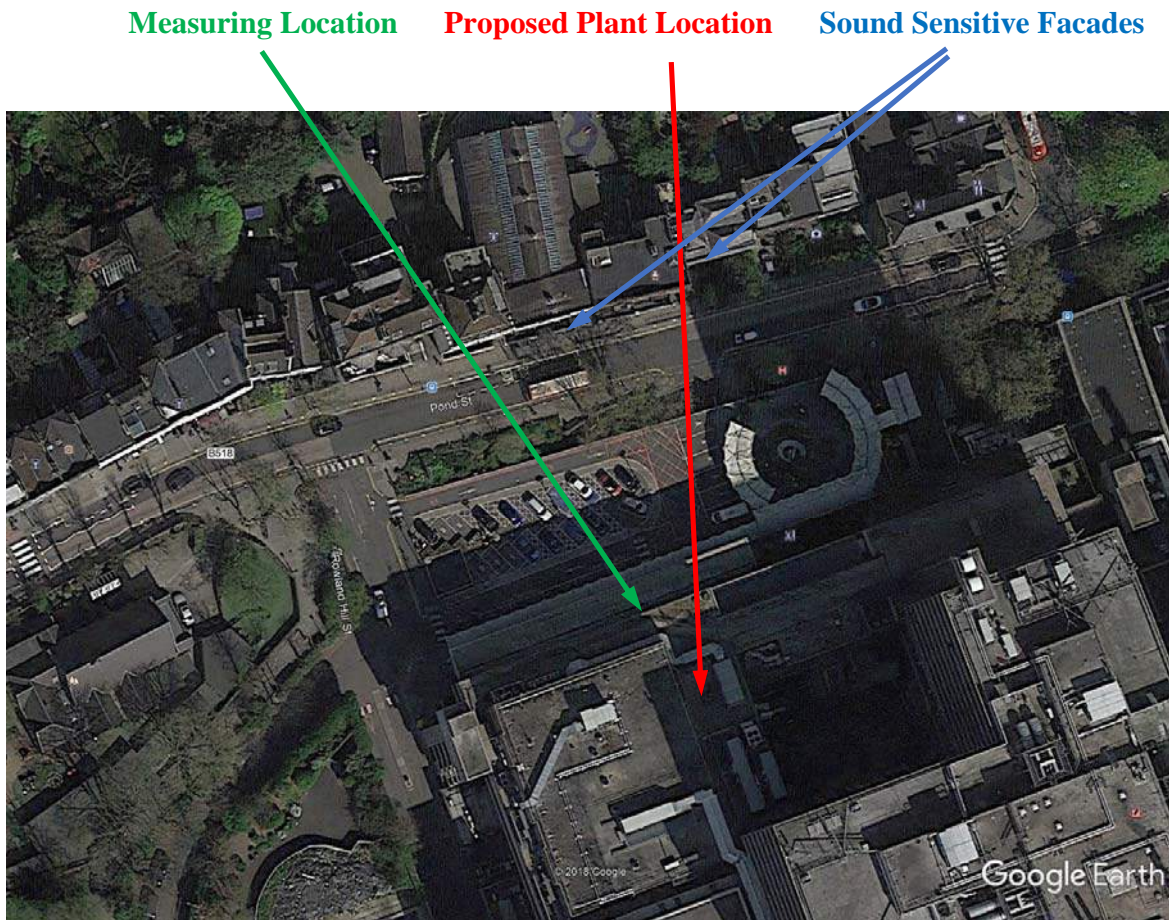 Measuring Location Proposed Plant Location Sound Sensitive Facades
Pond St
B518
H
Rowland Hill St
© 2018 Google
Google Earth